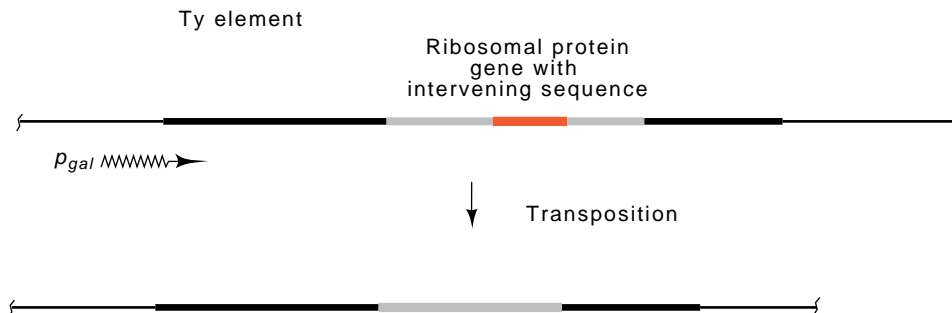 Ty element
Ribosomal protein
gene with
intervening sequence
pgal
Transposition